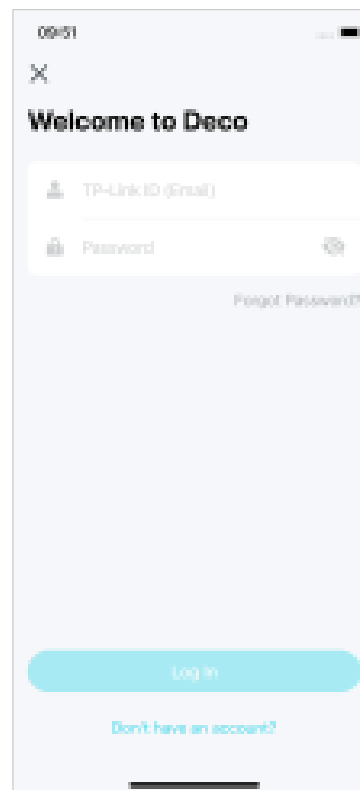 09:51
Welcome to Deco
TP-Link ID (Email)
Password
Forgot Password?
Log In
Don't have an account?